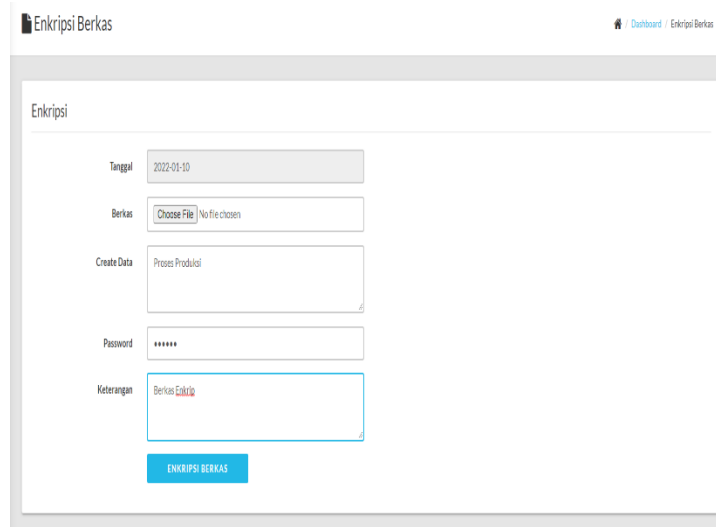 Enkripsi Berkas
/ Dashboard / Enkripsi Berkas
Enkripsi
Tanggal 2022-01-10
Berkas Choose File No file chosen
Create Data Proses Produksi
Password ••••••
Keterangan Berkas Enkrip
ENKRIPSI BERKAS